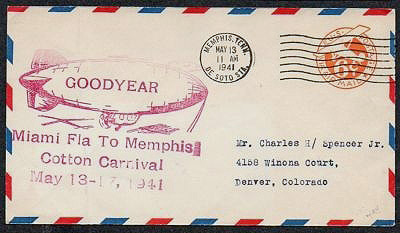 MEMPHIS, TENN.
MAY 13
11 AM
1941
DE SOTO STA.
6¢
GOODYEAR
Miami Fla To Memphis
Cotton Carnival
May 13-17, 1941
Mr. Charles H/ Spencer Jr.
4158 Winona Court,
Denver, Colorado